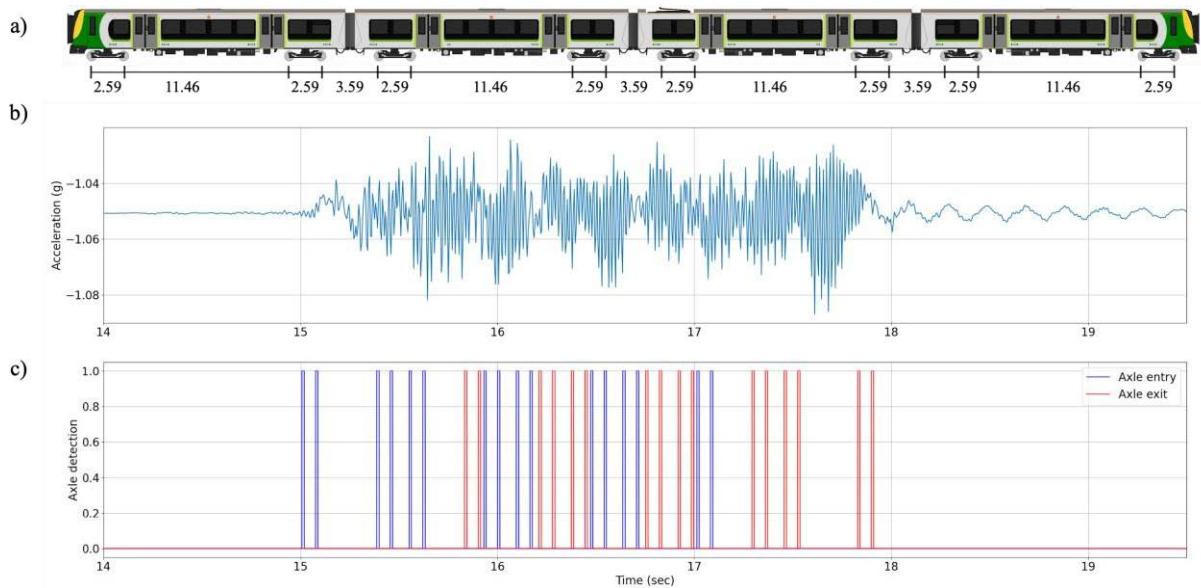 a)
2.59 11.46 2.59 3.59 2.59 11.46 2.59 3.59 2.59 11.46 2.59 3.59 2.59 11.46 2.59
b)
Acceleration (g)
−1.04
−1.06
−1.08
14 15 16 17 18 19
c)
Axle detection
1.0
0.8
0.6
0.4
0.2
0.0
Axle entry
Axle exit
14 15 16 17 18 19
Time (sec)